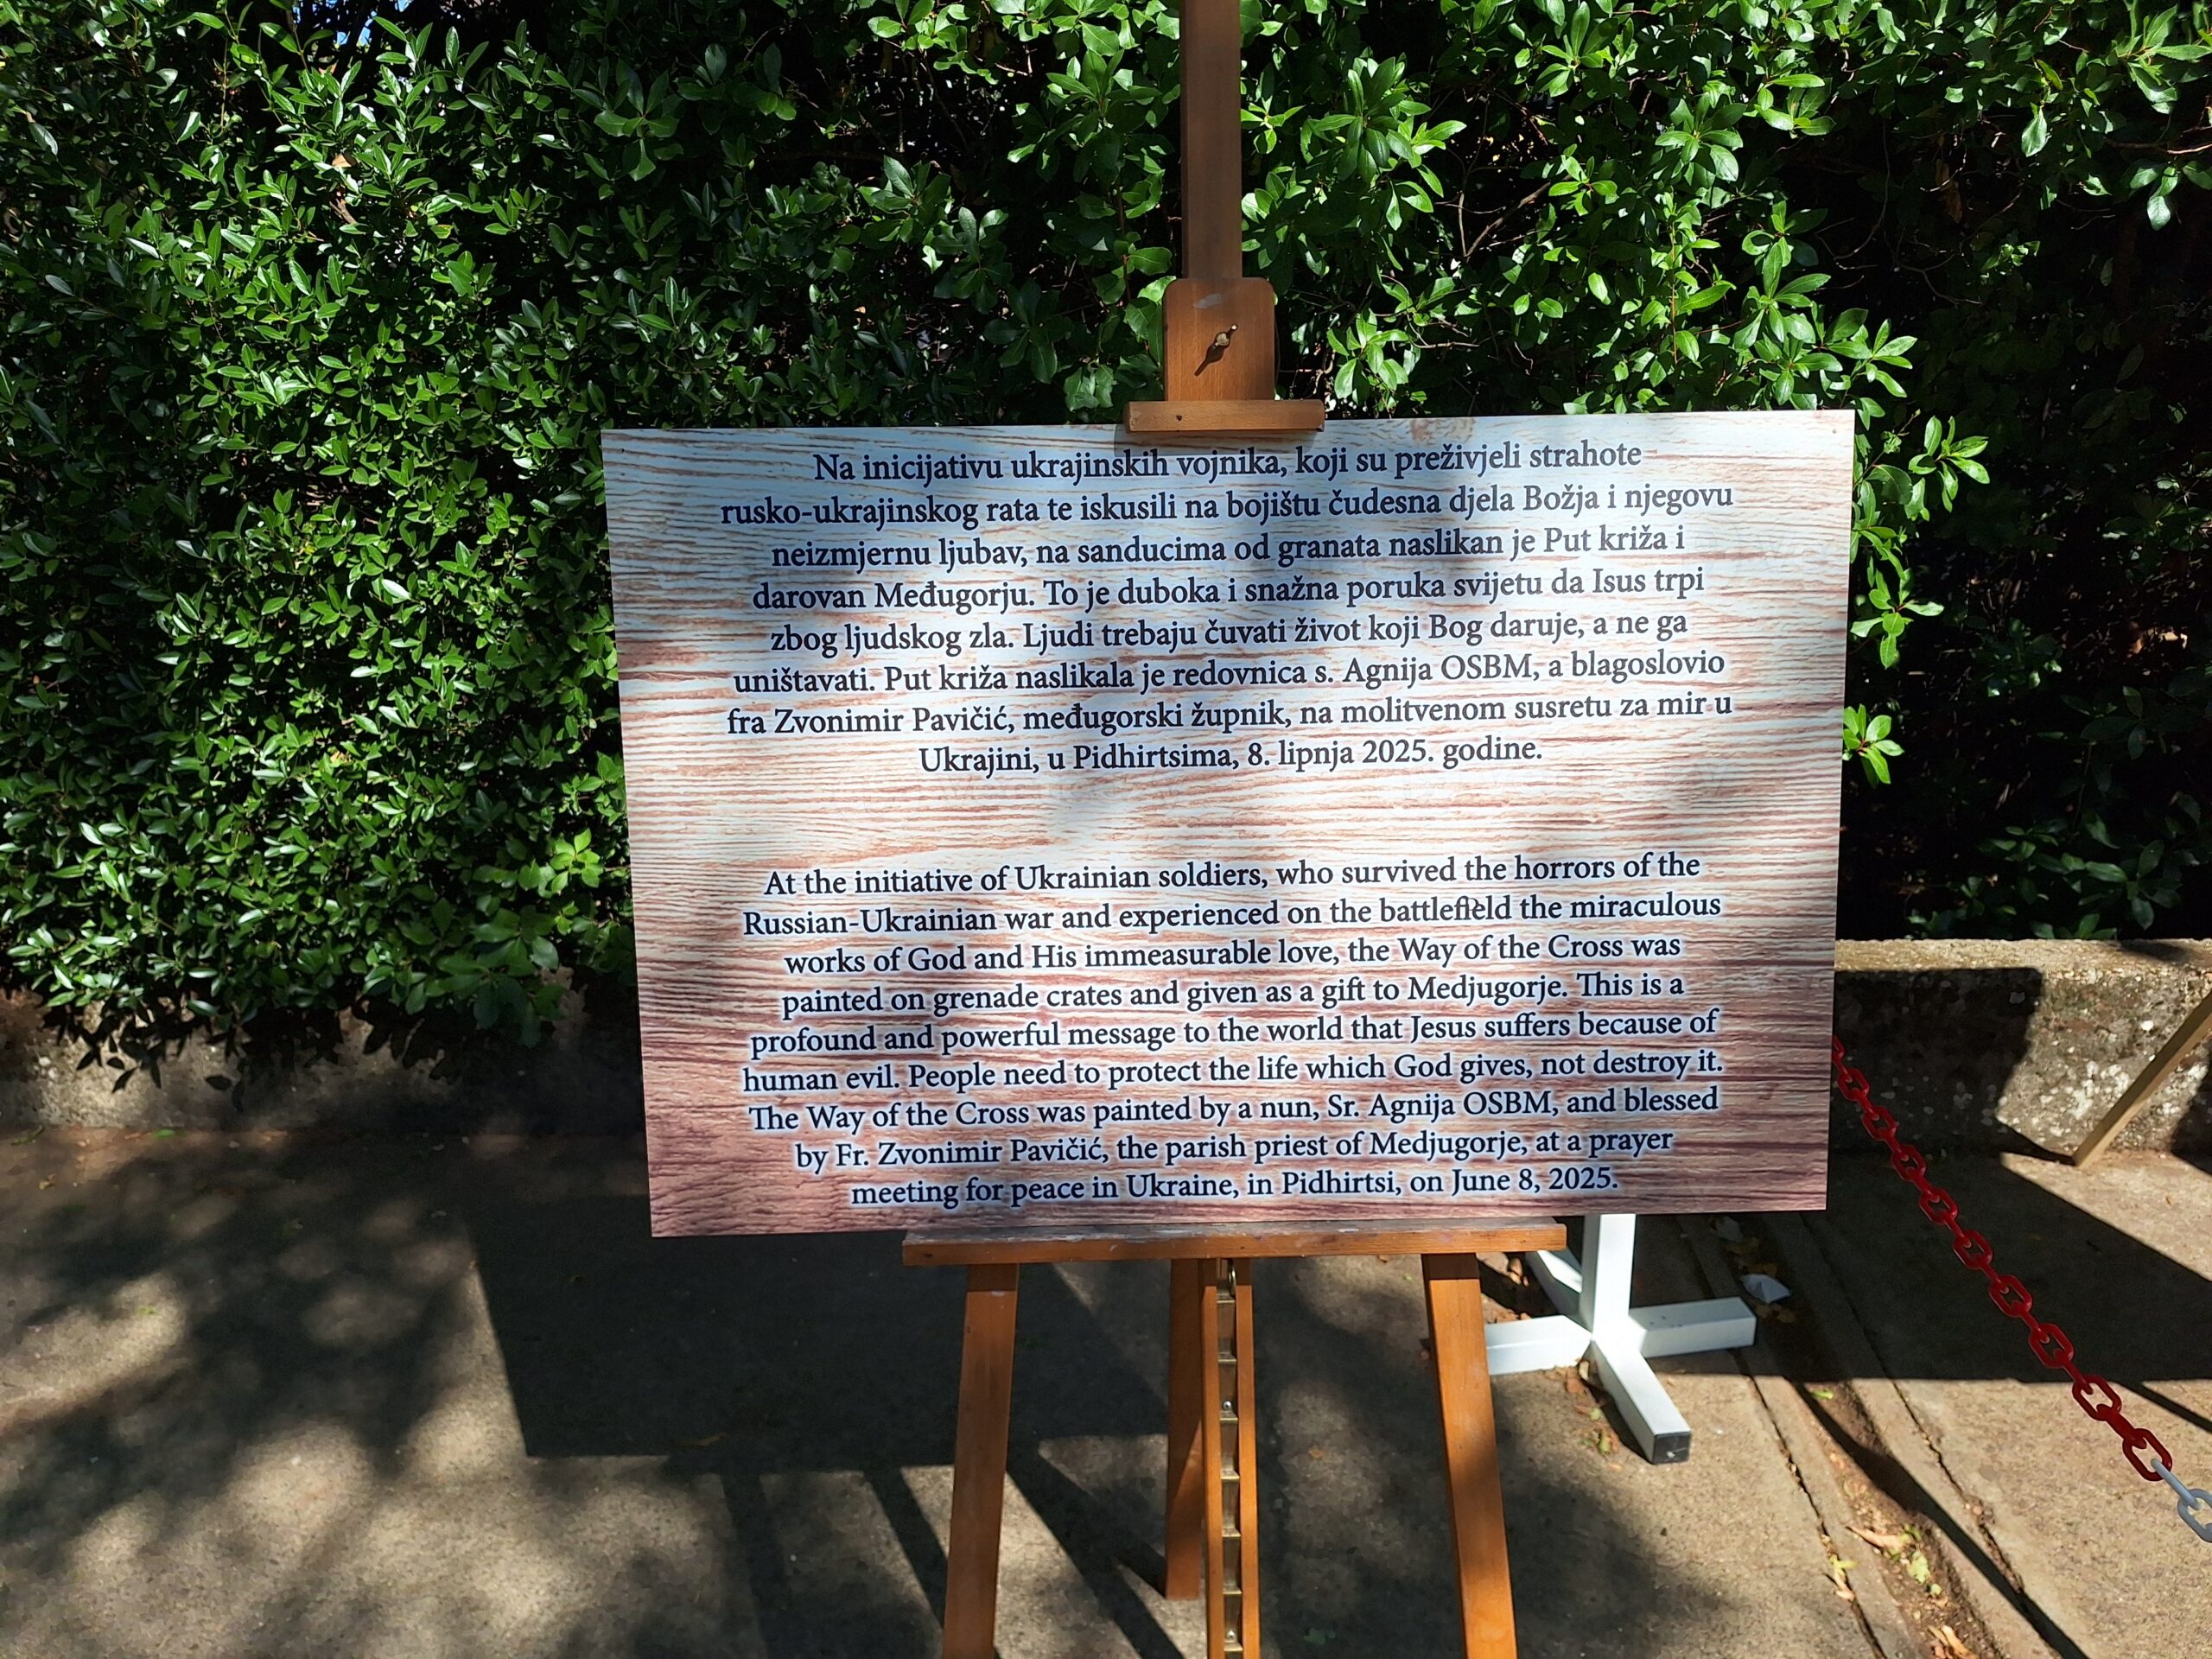 Na inicijativu ukrajinskih vojnika, koji su preživjeli strahote
rusko-ukrajinskog rata te iskusili na bojištu čudesna djela Božja i njegovu
neizmjernu ljubav, na sanducima od granata naslikan je Put križa i
darovan Međugorju. To je duboka i snažna poruka svijetu da Isus trpi
zbog ljudskog zla. Ljudi trebaju čuvati život koji Bog daruje, a ne ga
uništavati. Put križa naslikala je redovnica s. Agnija OSBM, a blagoslovio
fra Zvonimir Pavičić, međugorski župnik, na molitvenom susretu za mir u
Ukrajini, u Pidhirtsima, 8. lipnja 2025. godine.
At the initiative of Ukrainian soldiers, who survived the horrors of the
Russian-Ukrainian war and experienced on the battlefield the miraculous
works of God and His immeasurable love, the Way of the Cross was
painted on grenade crates and given as a gift to Medjugorje. This is a
profound and powerful message to the world that Jesus suffers because of
human evil. People need to protect the life which God gives, not destroy it.
The Way of the Cross was painted by a nun, Sr. Agnija OSBM, and blessed
by Fr. Zvonimir Pavičić, the parish priest of Medjugorje, at a prayer
meeting for peace in Ukraine, in Pidhirtsi, on June 8, 2025.